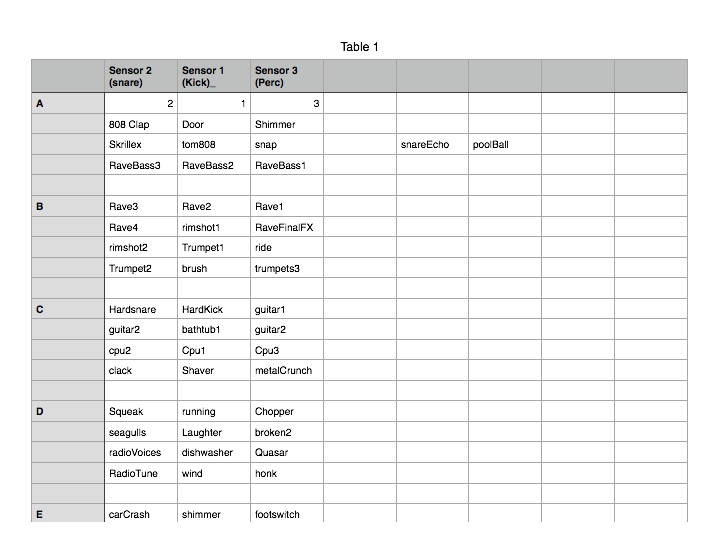 Table 1
Sensor 2 (snare) Sensor 1 (Kick)_ Sensor 3 (Perc)
A 2 1 3
808 Clap Door Shimmer
Skrillex tom808 snap snareEcho poolBall
RaveBass3 RaveBass2 RaveBass1
B Rave3 Rave2 Rave1
Rave4 rimshot1 RaveFinalFX
rimshot2 Trumpet1 ride
Trumpet2 brush trumpets3
C Hardsnare HardKick guitar1
guitar2 bathtub1 guitar2
cpu2 Cpu1 Cpu3
clack Shaver metalCrunch
D Squeak running Chopper
seagulls Laughter broken2
radioVoices dishwasher Quasar
RadioTune wind honk
E carCrash shimmer footswitch